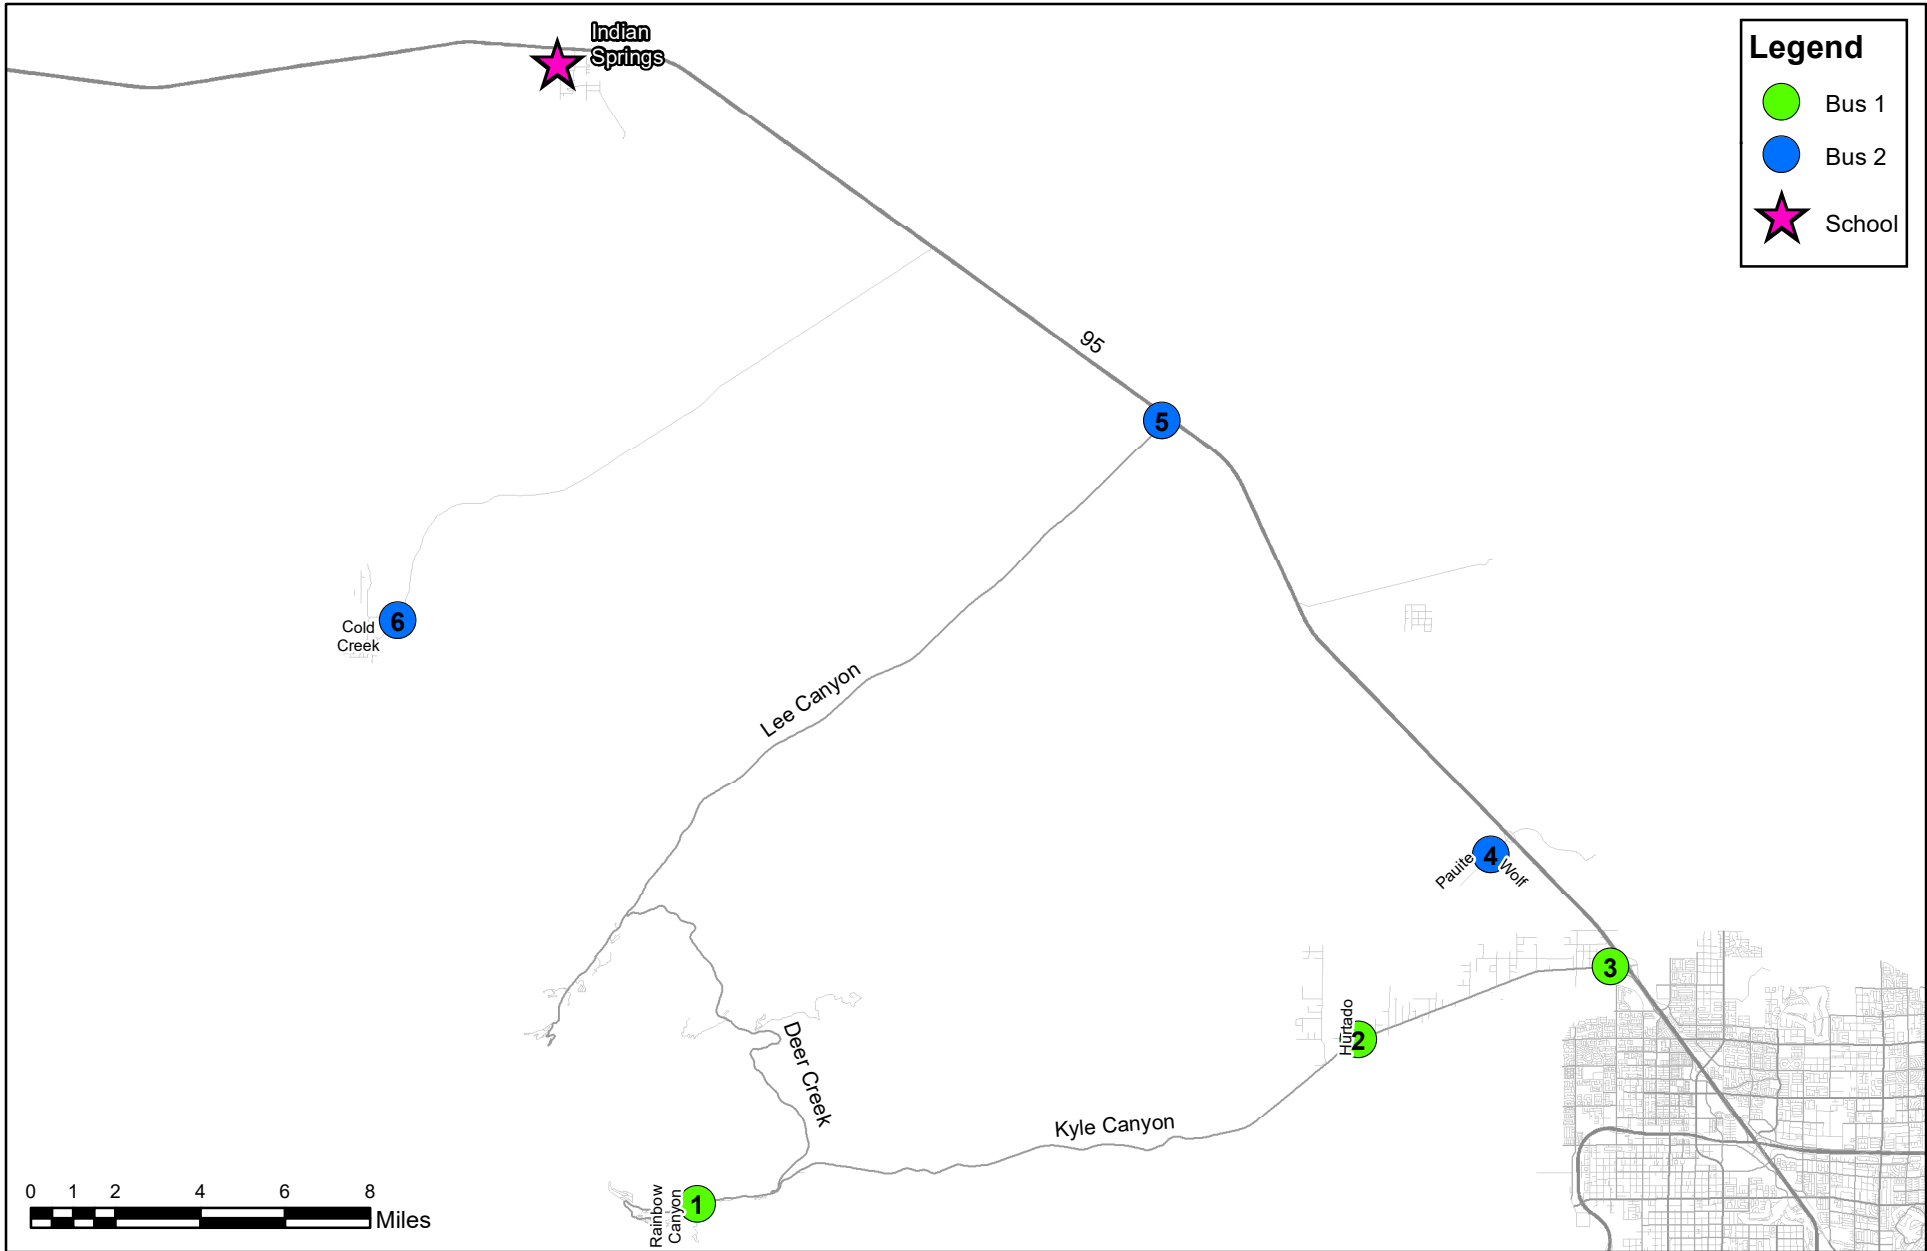 Indian
Springs
Legend
Bus 1
Bus 2
School
95
5
6
Cold
Creek
Lee Canyon
4
Pauite
Wolf
3
Hurtado
2
Deer Creek
Kyle Canyon
1
Rainbow
Canyon
0 1 2 4 6 8
Miles